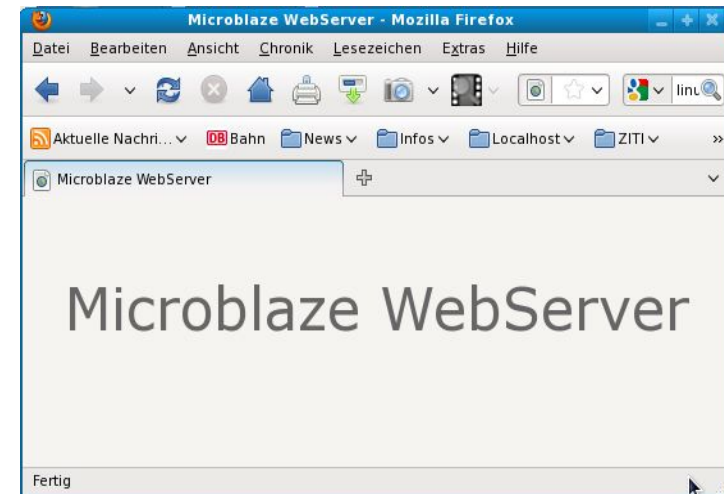 Microblaze WebServer - Mozilla Firefox
Datei Bearbeiten Ansicht Chronik Lesezeichen Extras Hilfe
linu
Aktuelle Nachri... DB Bahn News Infos Localhost ZITI »
Microblaze WebServer
Microblaze WebServer
Fertig